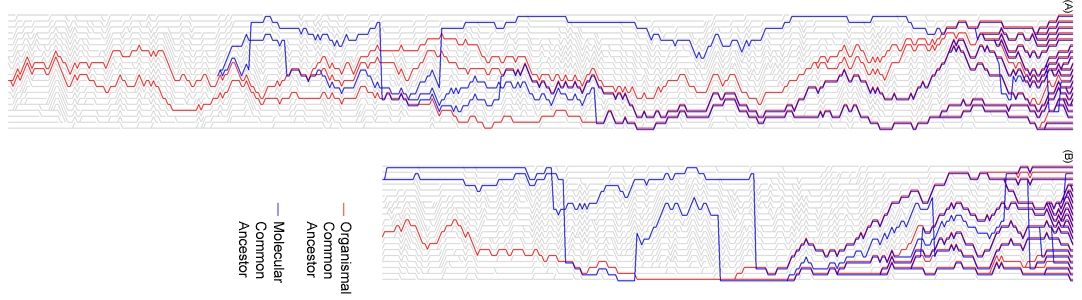 (A)
(B)
Organismal
Common
Ancestor
Molecular
Common
Ancestor